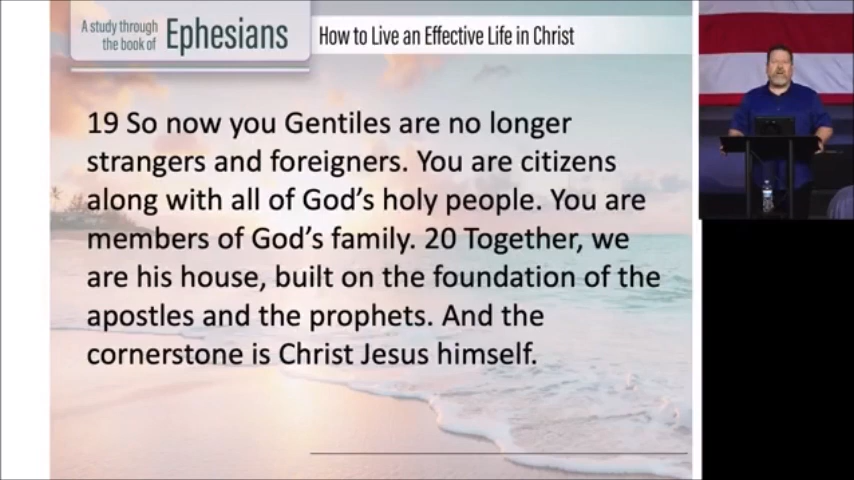 A study through
the book of
Ephesians
How to Live an Effective Life in Christ
19 So now you Gentiles are no longer
strangers and foreigners. You are citizens
along with all of God’s holy people. You are
members of God’s family. 20 Together, we
are his house, built on the foundation of the
apostles and the prophets. And the
cornerstone is Christ Jesus himself.